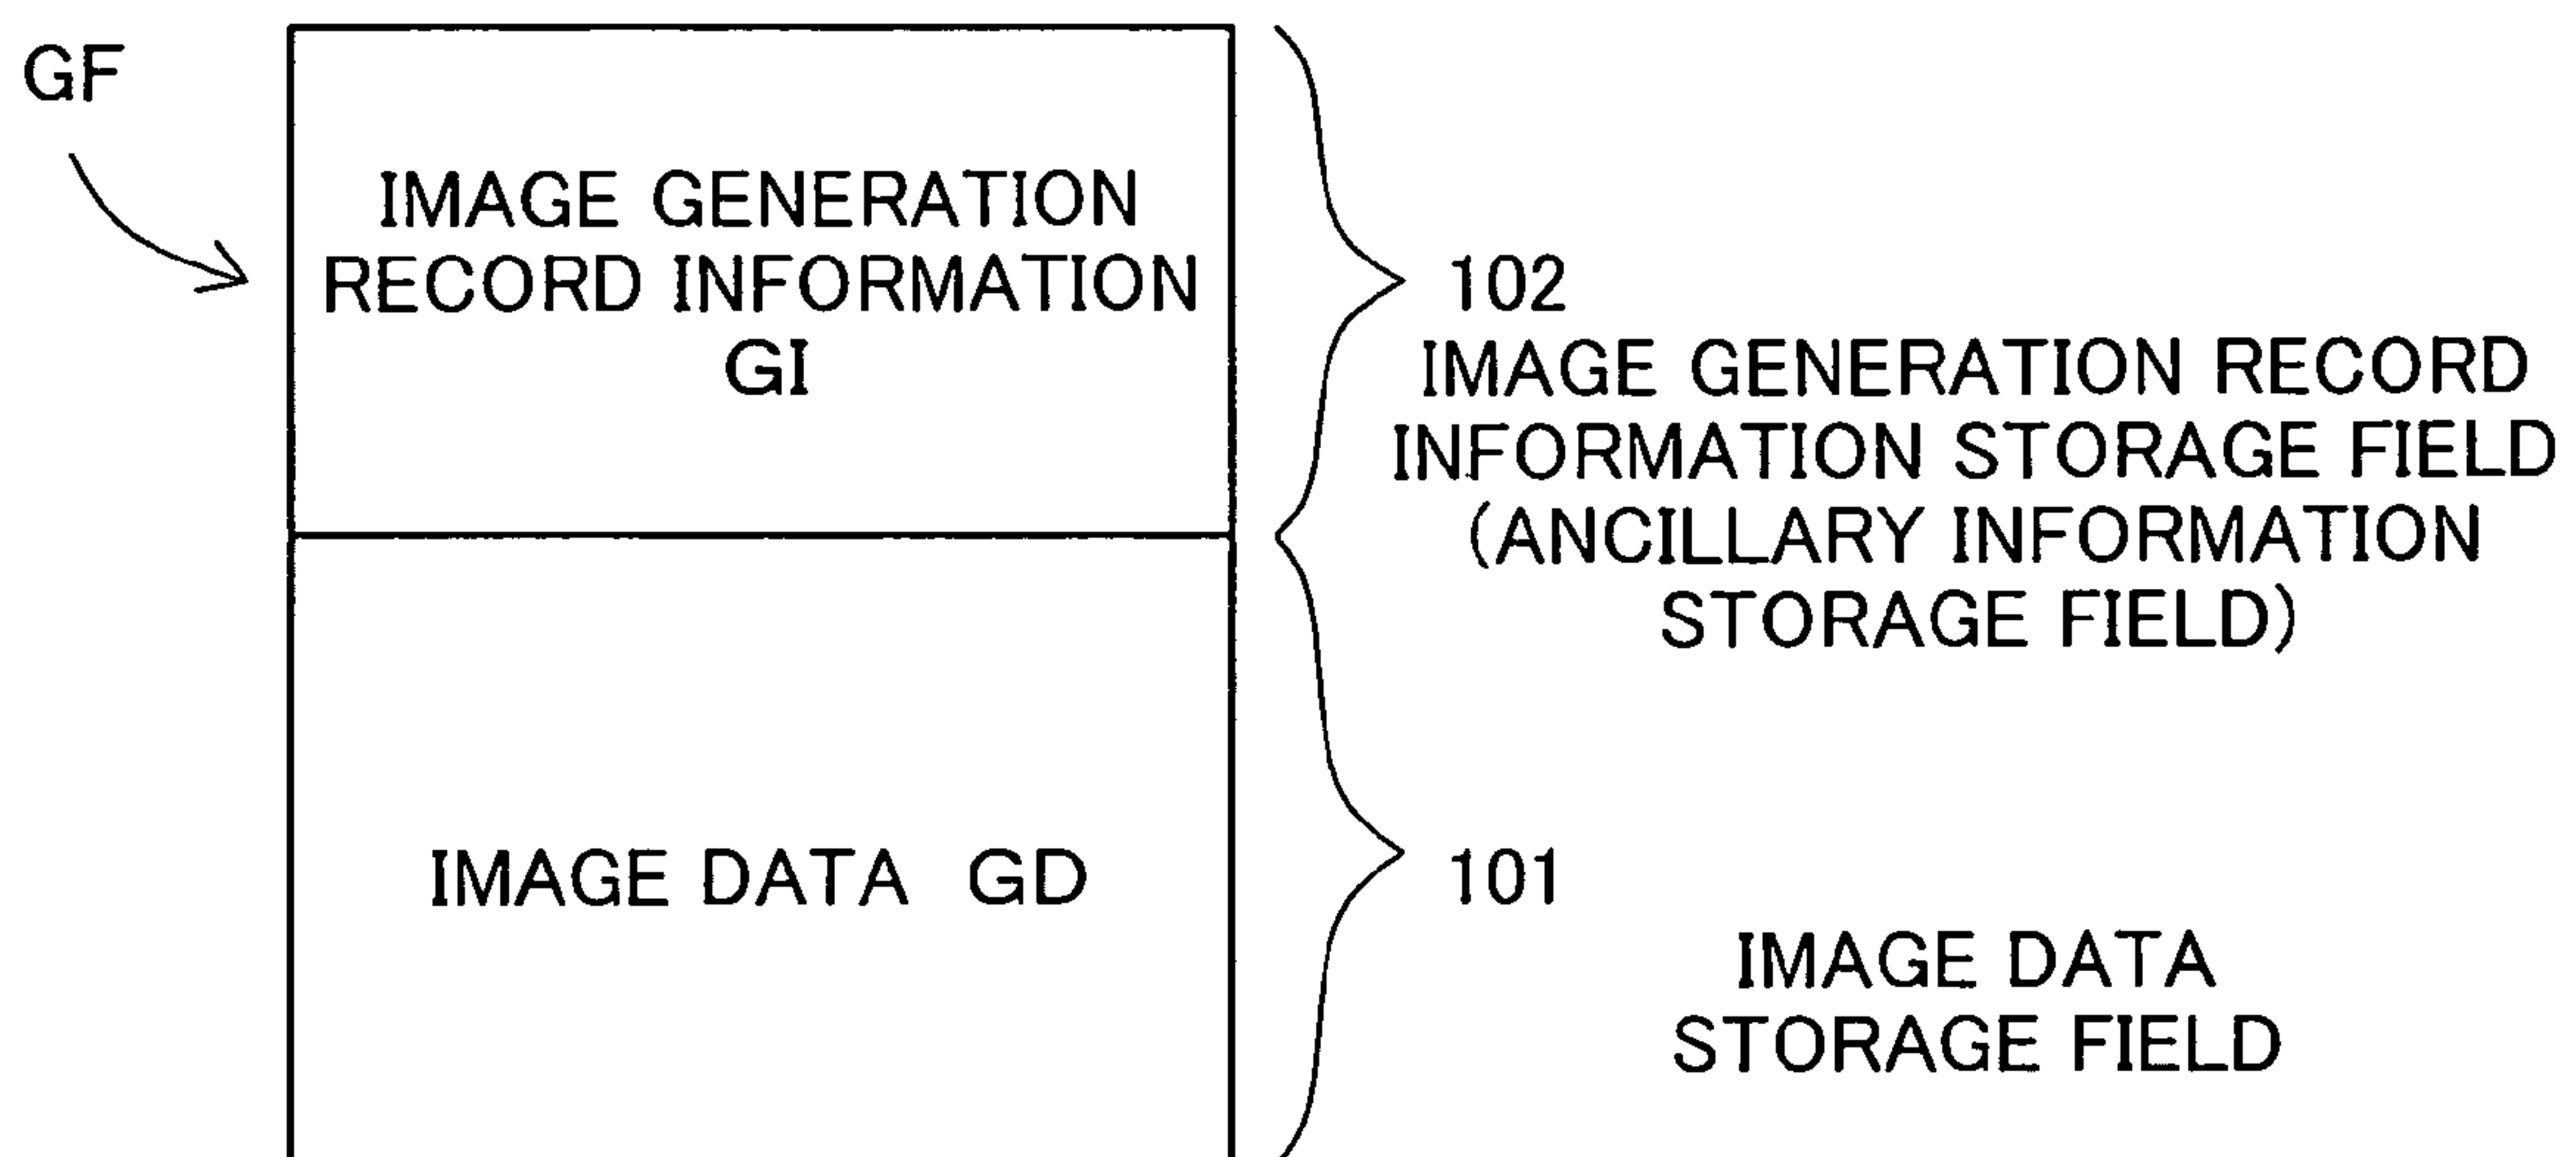 GF
IMAGE GENERATION
RECORD INFORMATION
GI
102
IMAGE GENERATION RECORD
INFORMATION STORAGE FIELD
(ANCILLARY INFORMATION
STORAGE FIELD)
IMAGE DATA GD
101
IMAGE DATA
STORAGE FIELD